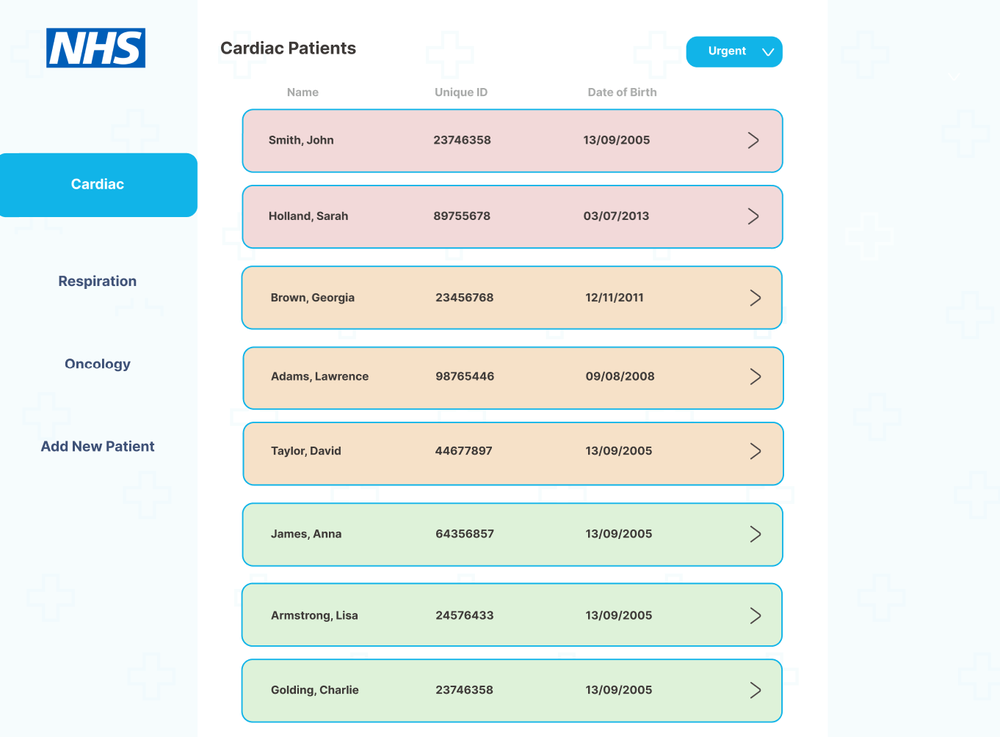 NHS
Cardiac Patients
Urgent
Name Unique ID Date of Birth
Smith, John 23746358 13/09/2005
Cardiac
Holland, Sarah 89755678 03/07/2013
Respiration
Brown, Georgia 23456768 12/11/2011
Oncology
Adams, Lawrence 98765446 09/08/2008
Add New Patient
Taylor, David 44677897 13/09/2005
James, Anna 64356857 13/09/2005
Armstrong, Lisa 24576433 13/09/2005
Golding, Charlie 23746358 13/09/2005